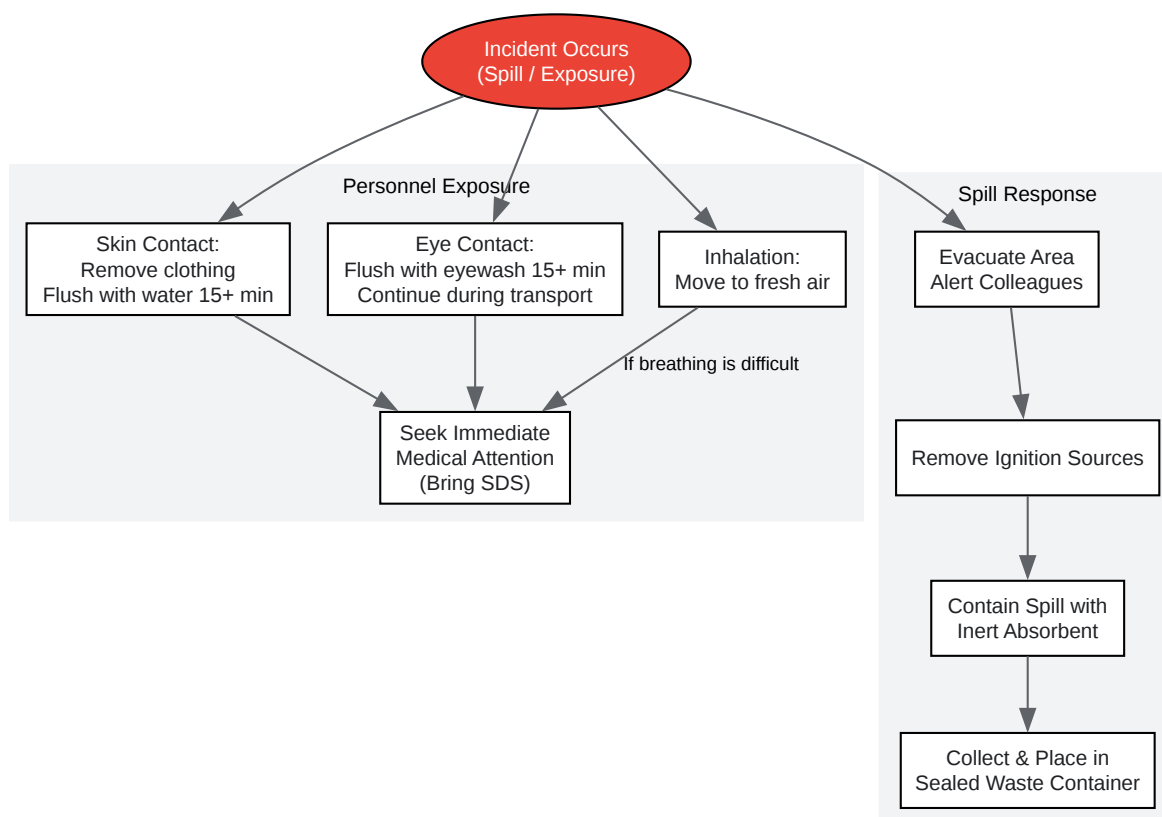 Incident Occurs
(Spill / Exposure)
Personnel Exposure
Skin Contact:
Remove clothing
Flush with water 15+ min
Eye Contact:
Flush with eyewash 15+ min
Continue during transport
Inhalation:
Move to fresh air
If breathing is difficult
Seek Immediate
Medical Attention
(Bring SDS)
Spill Response
Evacuate Area
Alert Colleagues
Remove Ignition Sources
Contain Spill with
Inert Absorbent
Collect & Place in
Sealed Waste Container